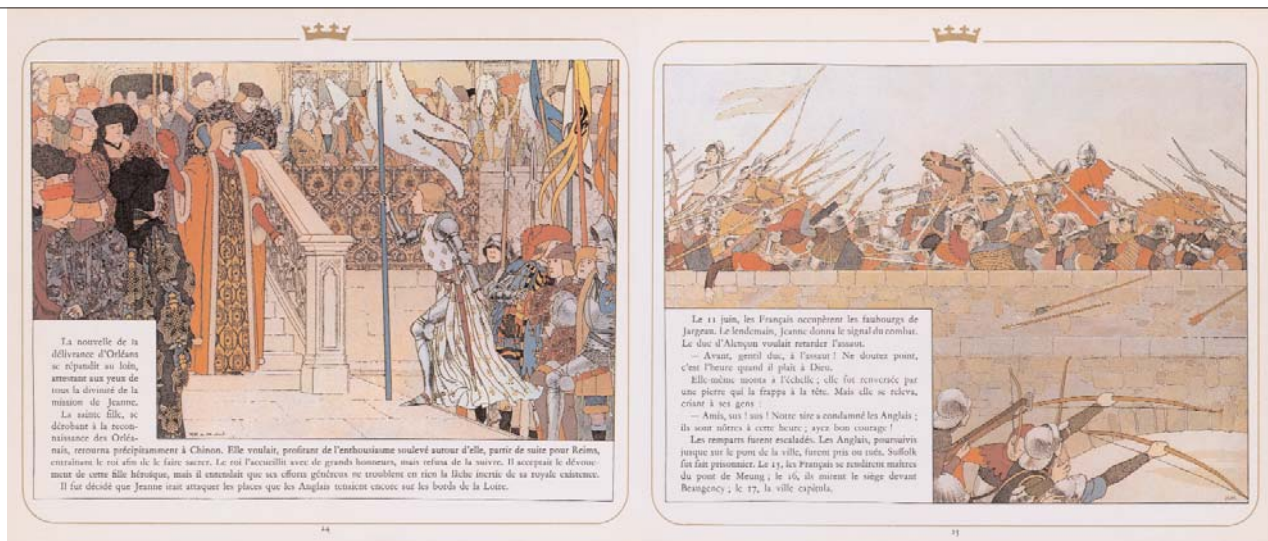 La nouvelle de la
délivrance d'Orléans
se répandit au loin,
attestant aux yeux de
tous la divinité de la
mission de Jeanne.
La sainte fille, se
dérobant à la recon-
naissance des Orléa-
nais, retourna précipitamment à Chinon. Elle voulait, profitant de l'enthousiasme soulevé autour d'elle, partir de suite pour Reims,
entraînant le roi afin de le faire sacrer. Le roi l'accueillit avec de grands honneurs, mais refusa de la suivre. Il acceptait le dévoue-
ment de cette fille héroïque, mais il entendait que ses efforts généreux ne troublent en rien la lâche inertie de sa royale existence.
Il fut décidé que Jeanne irait attaquer les places que les Anglais tenaient encore sur les bords de la Loire.
24
Le 11 juin, les Français occupèrent les faubourgs de
Jargeau. Le lendemain, Jeanne donna le signal du combat.
Le duc d'Alençon voulait retarder l'assaut.
— Avant, gentil duc, à l'assaut ! Ne doutez point,
c'est l'heure quand il plaît à Dieu.
Elle-même monta à l'échelle ; elle fut renversée par
une pierre qui la frappa à la tête. Mais elle se releva,
criant à ses gens :
— Amis, sus ! sus ! Notre sire a condamné les Anglais ;
ils sont nôtres à cette heure ; ayez bon courage !
Les remparts furent escaladés. Les Anglais, poursuivis
jusque sur le pont de la ville, furent pris ou tués. Suffolk
fut fait prisonnier. Le 15, les Français se rendirent maîtres
du pont de Meung ; le 16, ils mirent le siège devant
Beaugency ; le 17, la ville capitula.
25